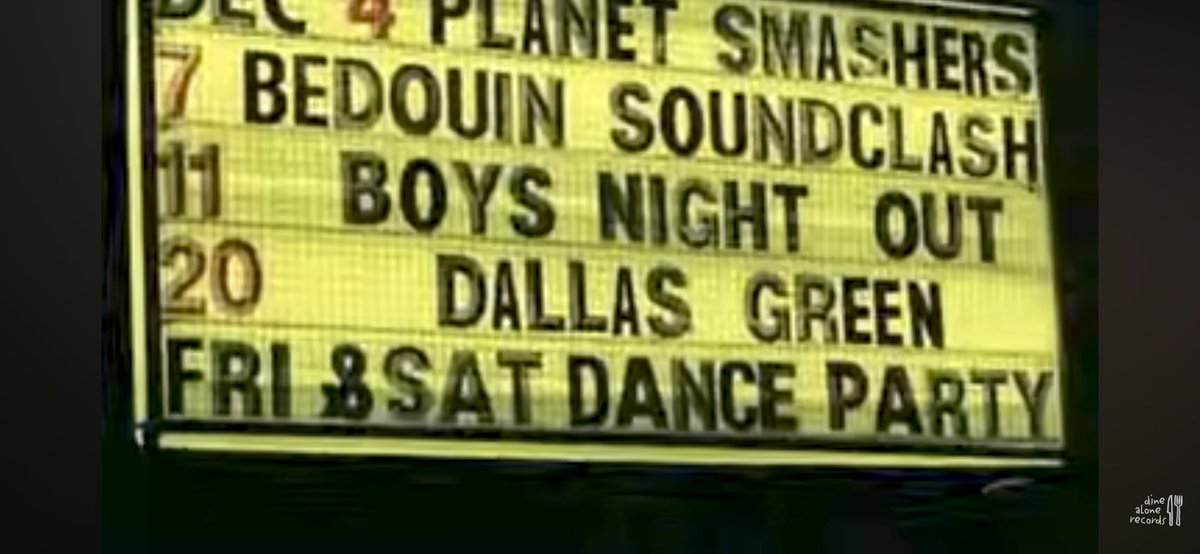 DEC 4 PLANET SMASHERS
7 BEDOUIN SOUNDCLASH
11 BOYS NIGHT OUT
20 DALLAS GREEN
FRI & SAT DANCE PARTY
dine
alone
records